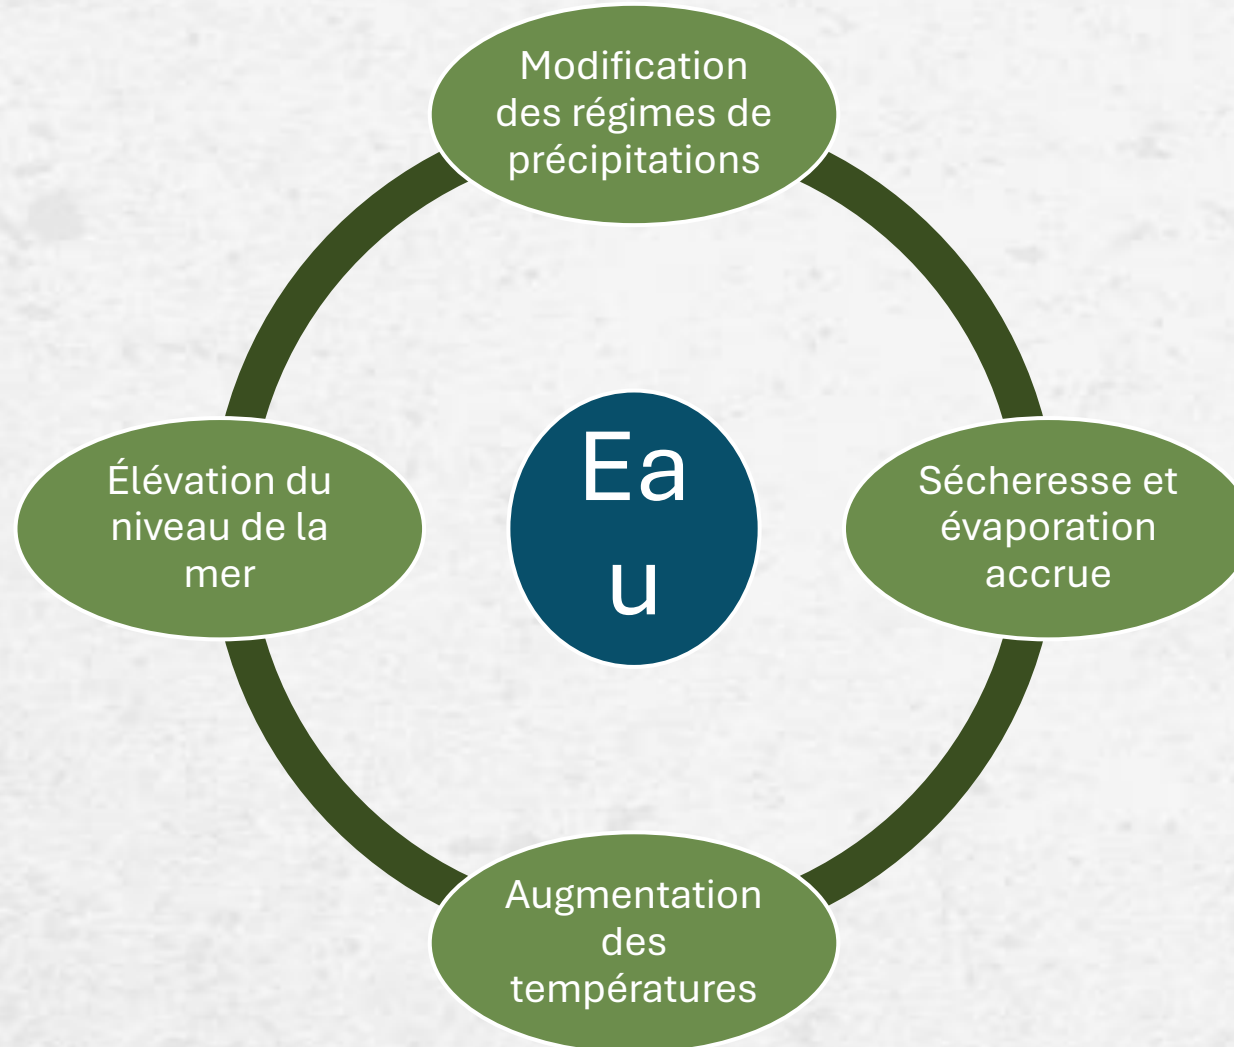 Modification
des régimes de
précipitations
Élévation du
niveau de la
mer
Ea
u
Sécheresse et
évaporation
accrue
Augmentation
des
températures